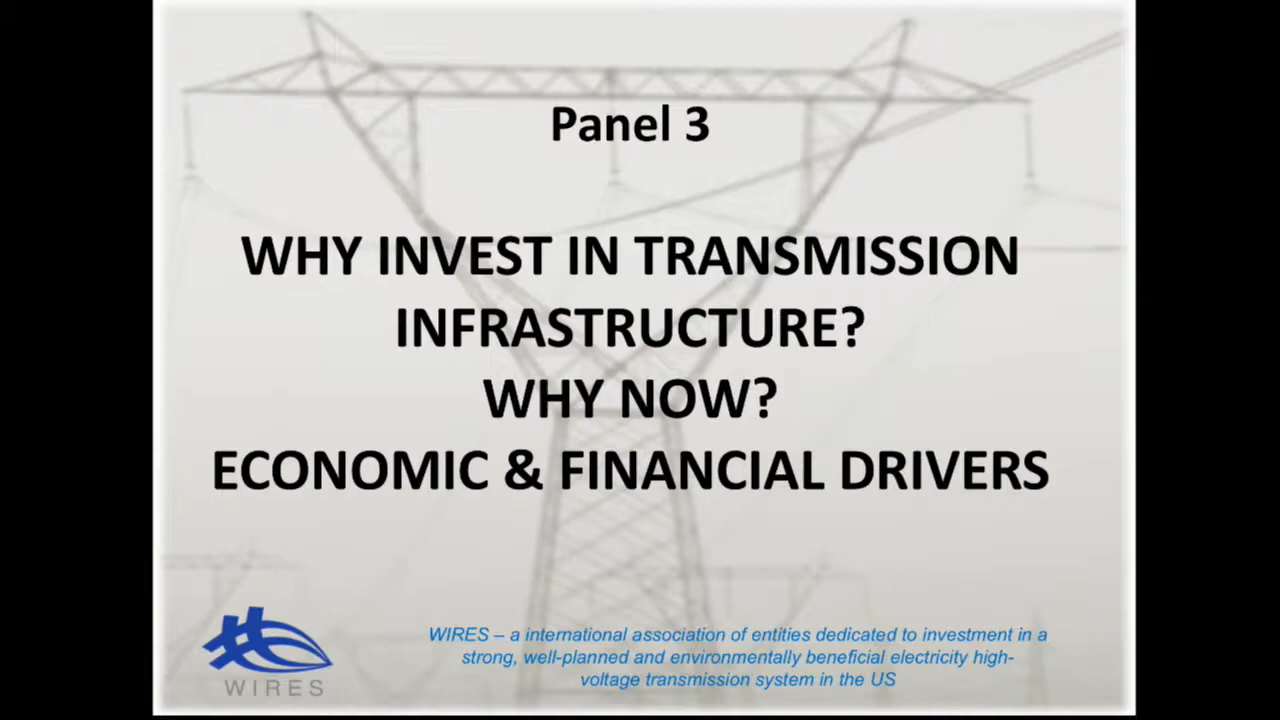 Panel 3
WHY INVEST IN TRANSMISSION
INFRASTRUCTURE?
WHY NOW?
ECONOMIC & FINANCIAL DRIVERS
WIRES – a international association of entities dedicated to investment in a
strong, well-planned and environmentally beneficial electricity high-
voltage transmission system in the US
WIRES